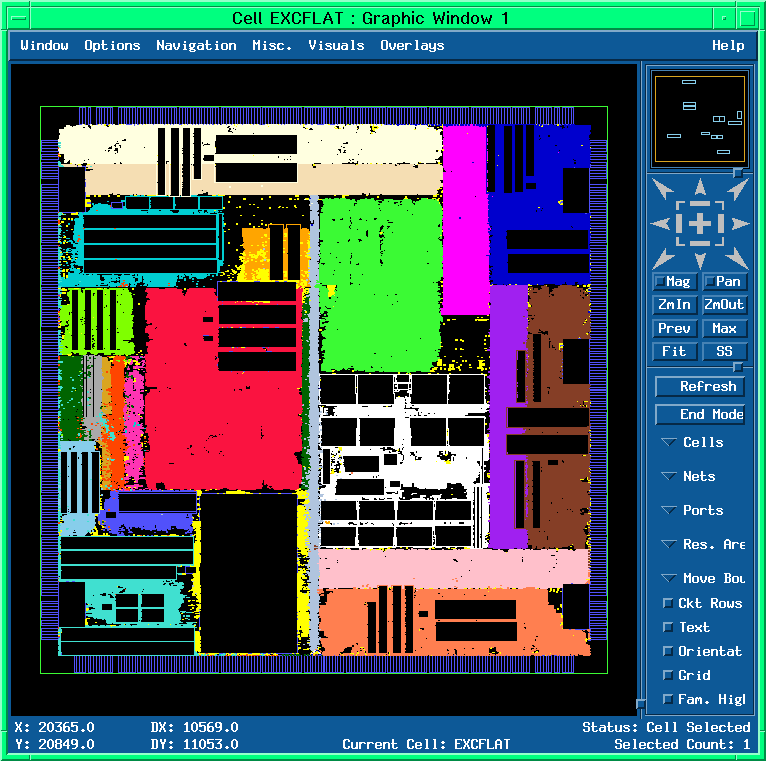 Cell EXCFLAT : Graphic Window 1
Window Options Navigation Misc. Visuals Overlays Help
Mag Pan
ZmIn ZmOut
Prev Max
Fit SS
Refresh
End Mode
Cells
Nets
Ports
Res. Are
Move Bou
Ckt Rows
Text
Orientat
Grid
Fam. High
X: 20365.0 DX: 10569.0 Status: Cell Selected
Y: 20849.0 DY: 11053.0 Current Cell: EXCFLAT Selected Count: 1